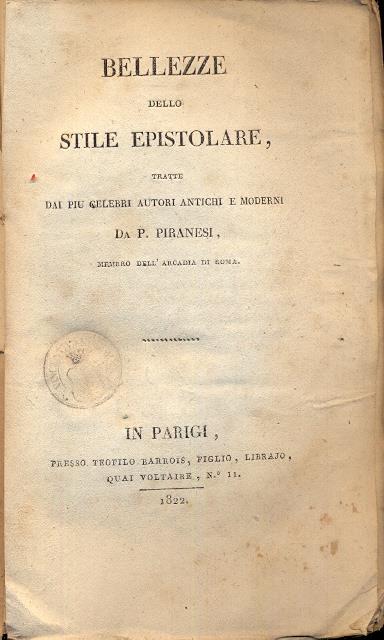 BELLEZZE
DELLO
STILE EPISTOLARE,
TRATTE
DAI PIU CELEBRI AUTORI ANTICHI E MODERNI
DA P. PIRANESI,
MEMBRO DELL' ARCADIA DI ROMA.
IN PARIGI,
PRESSO TEOFILO BARROIS, FIGLIO, LIBRAJO,
QUAI VOLTAIRE, N.° 11.
1822.